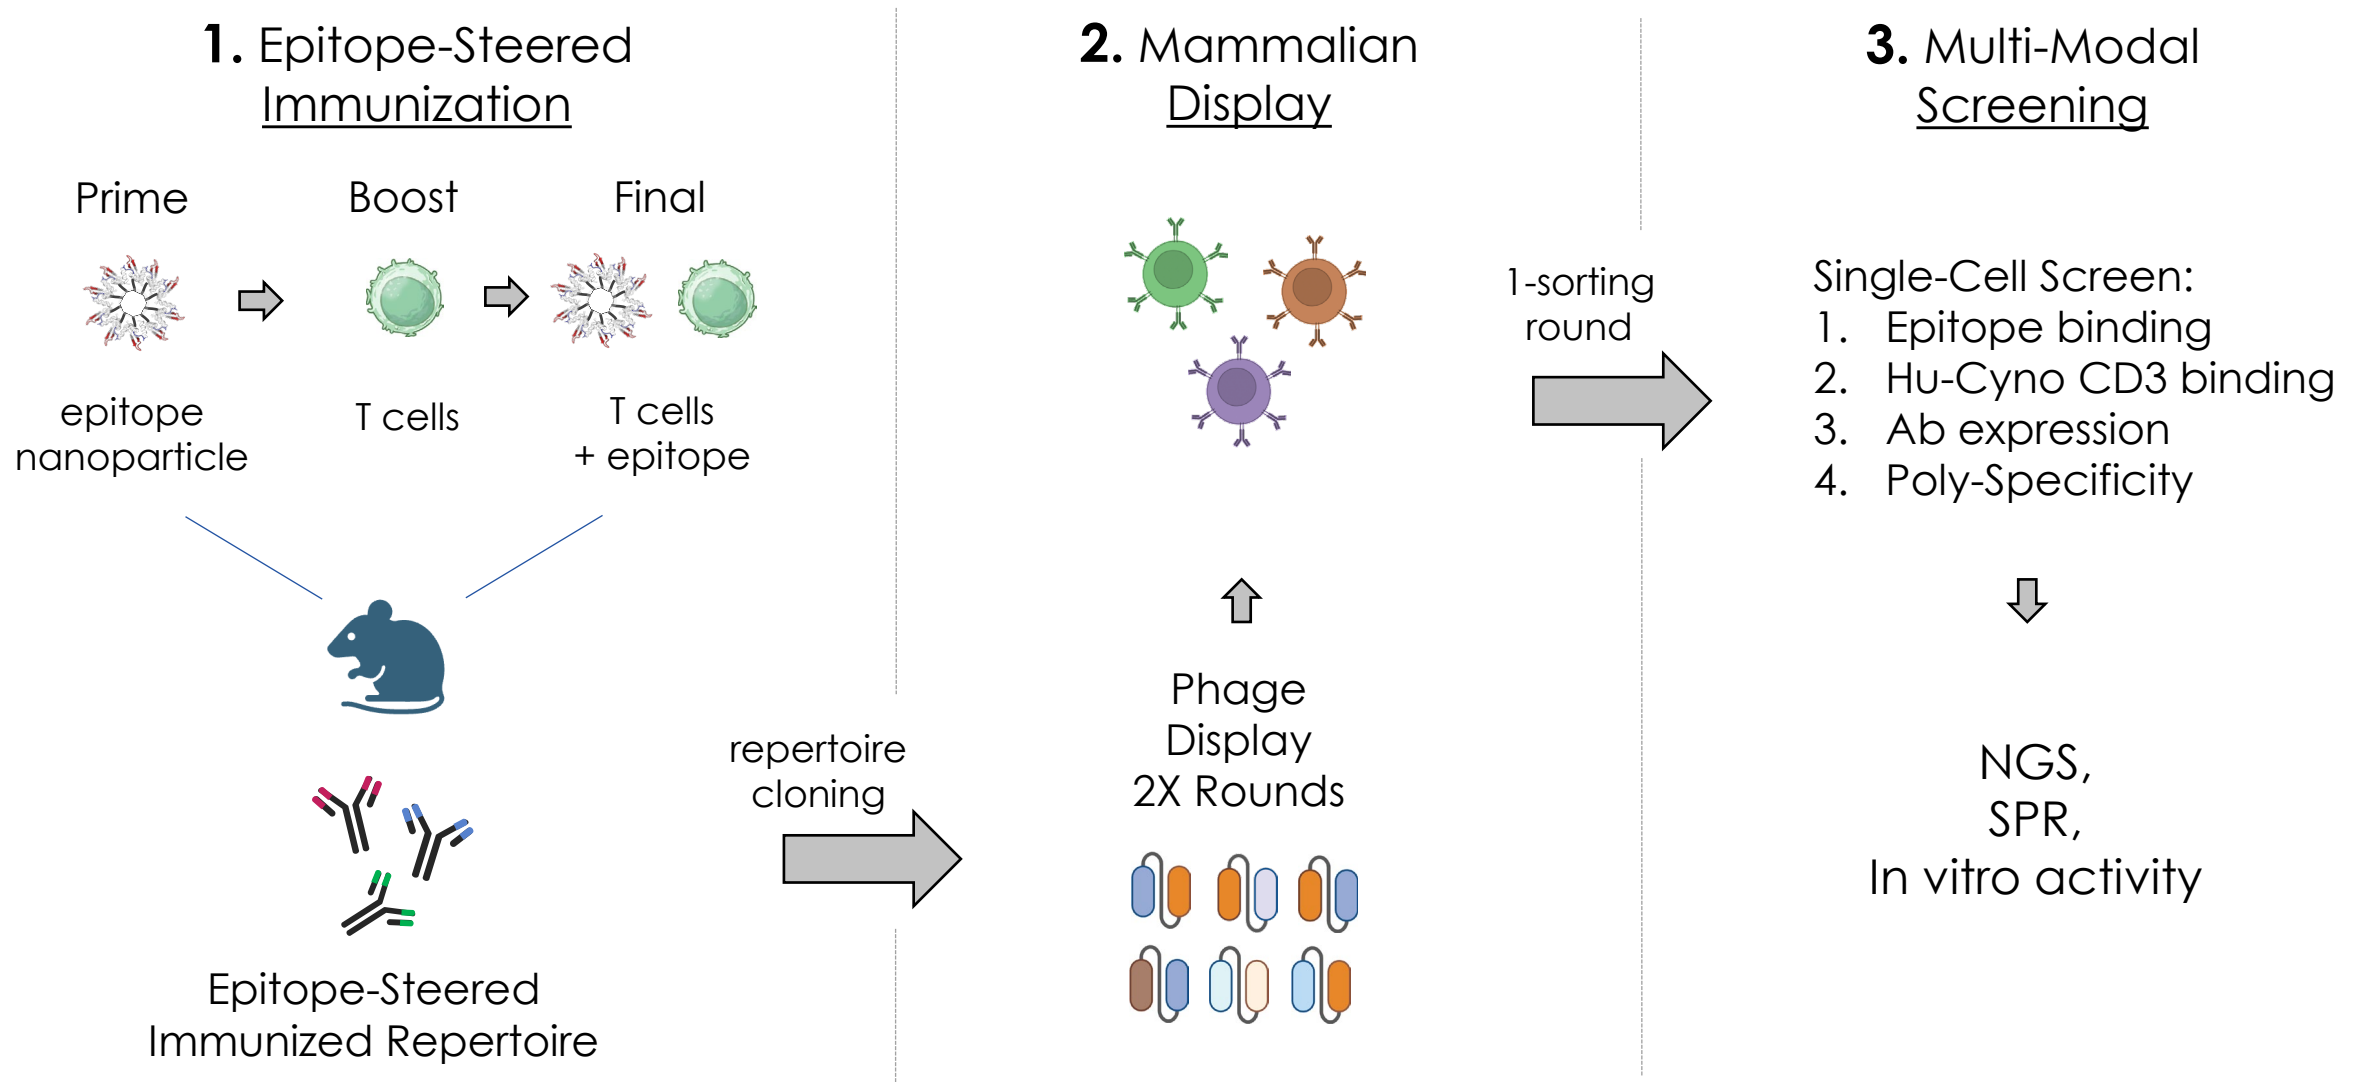 1. Epitope-Steered
Immunization
Prime
Boost
Final
epitope
nanoparticle
T cells
T cells
+ epitope
Epitope-Steered
Immunized Repertoire
repertoire
cloning
2. Mammalian
Display
Phage
Display
2X Rounds
1-sorting
round
3. Multi-Modal
Screening
Single-Cell Screen:
1. Epitope binding
2. Hu-Cyno CD3 binding
3. Ab expression
4. Poly-Specificity
NGS,
SPR,
In vitro activity